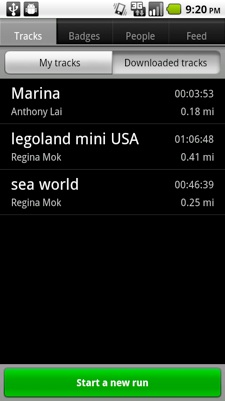 3G
9:20 PM
Tracks Badges People Feed
My tracks Downloaded tracks
Marina 00:03:53
Anthony Lai 0.18 mi
legoland mini USA 01:06:48
Regina Mok 0.41 mi
sea world 00:46:39
Regina Mok 0.25 mi
Start a new run